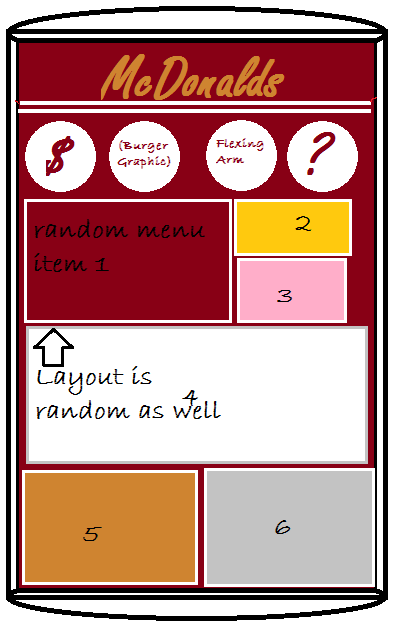 McDonalds
$
(Burger
Graphic)
Flexing
Arm
?
random menu
item 1
2
3
Layout is
random as well
4
5
6